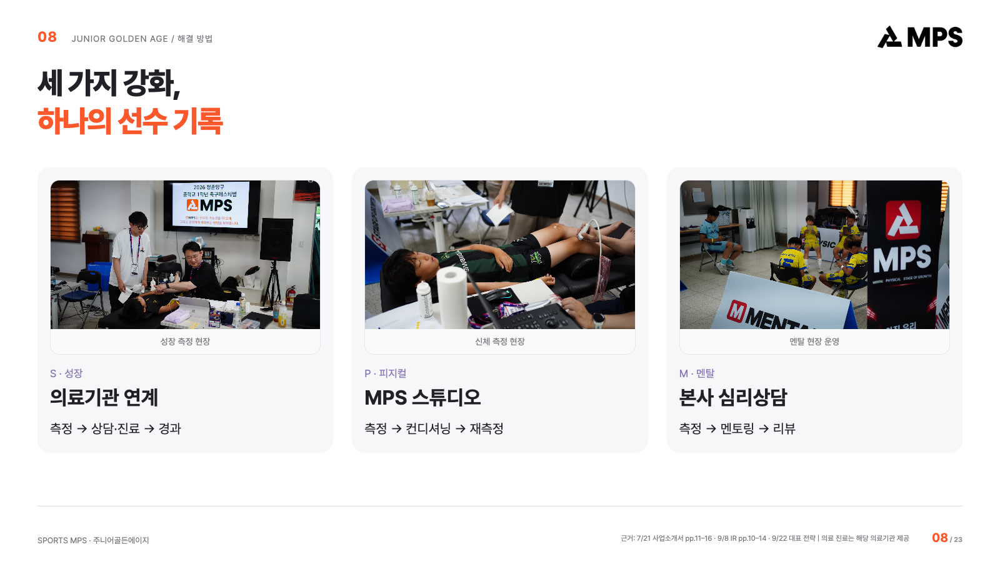 08
JUNIOR GOLDEN AGE / 해결 방법
MPS
세 가지 강화,
하나의 선수 기록
2026 청춘양구
중학교 1학년 축구페스티벌
MPS
성장 측정 현장
S · 성장
의료기관 연계
측정 → 상담·진료 → 경과
신체 측정 현장
P · 피지컬
MPS 스튜디오
측정 → 컨디셔닝 → 재측정
MPS
MENTAL PHYSICAL STAGE OF GROWTH
멘탈 현장 운영
M · 멘탈
본사 심리상담
측정 → 멘토링 → 리뷰
SPORTS MPS · 주니어골든에이지
근거: 7/21 사업소개서 pp.11–16 · 9/8 IR pp.10–14 · 9/22 대표 전략 | 의료 진료는 해당 의료기관 제공
08 / 23